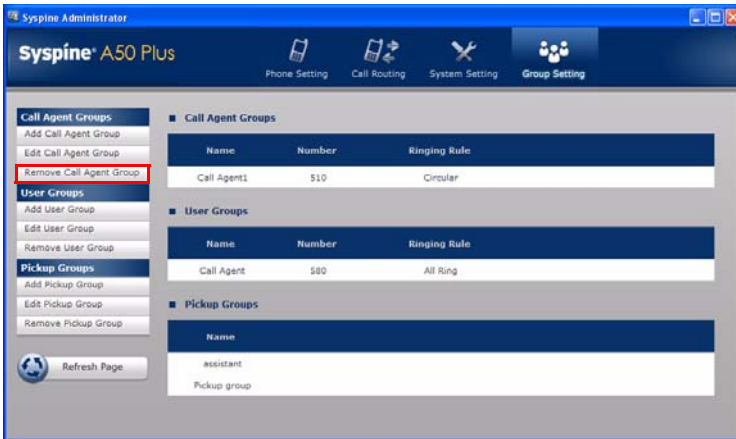 Syspine Administrator
Syspine A50 Plus
Phone Setting
Call Routing
System Setting
Group Setting
Call Agent Groups
Add Call Agent Group
Edit Call Agent Group
Remove Call Agent Group
User Groups
Add User Group
Edit User Group
Remove User Group
Pickup Groups
Add Pickup Group
Edit Pickup Group
Remove Pickup Group
Refresh Page
Call Agent Groups
Name Number Ringing Rule
Call Agent1 510 Circular
User Groups
Name Number Ringing Rule
Call Agent 580 All Ring
Pickup Groups
Name
assistant
Pickup group